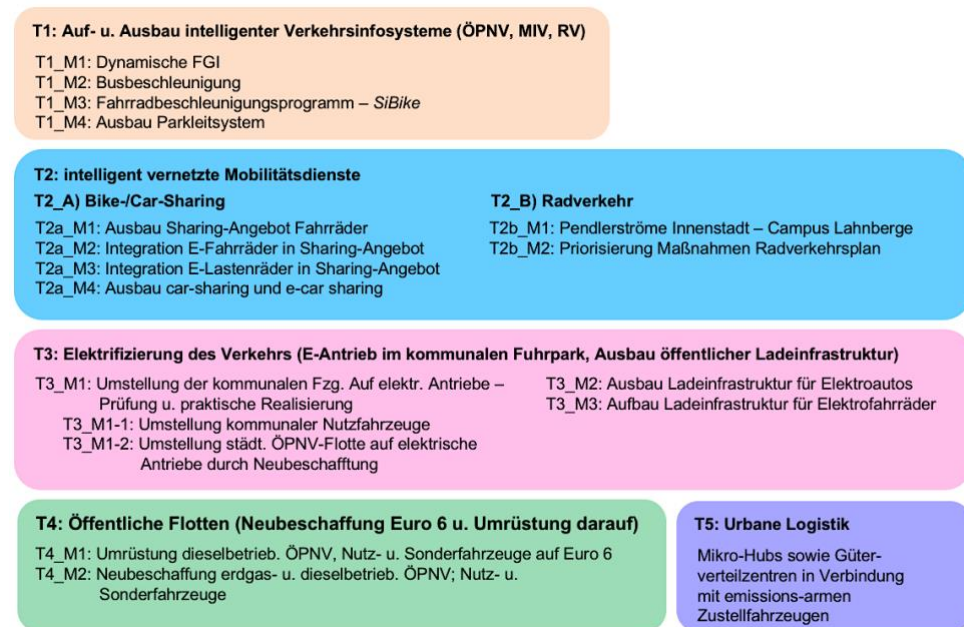 T1: Auf- u. Ausbau intelligenter Verkehrsinfosysteme (ÖPNV, MIV, RV)
T1_M1: Dynamische FGI
T1_M2: Busbeschleunigung
T1_M3: Fahrradbeschleunigungsprogramm – SiBike
T1_M4: Ausbau Parkleitsystem
T2: intelligent vernetzte Mobilitätsdienste
T2_A) Bike-/Car-Sharing
T2a_M1: Ausbau Sharing-Angebot Fahrräder
T2a_M2: Integration E-Fahrräder in Sharing-Angebot
T2a_M3: Integration E-Lastenräder in Sharing-Angebot
T2a_M4: Ausbau car-sharing und e-car sharing
T2_B) Radverkehr
T2b_M1: Pendlerströme Innenstadt – Campus Lahnberge
T2b_M2: Priorisierung Maßnahmen Radverkehrsplan
T3: Elektrifizierung des Verkehrs (E-Antrieb im kommunalen Fuhrpark, Ausbau öffentlicher Ladeinfrastruktur)
T3_M1: Umstellung der kommunalen Fzg. Auf elektr. Antriebe –
Prüfung u. praktische Realisierung
T3_M1-1: Umstellung kommunaler Nutzfahrzeuge
T3_M1-2: Umstellung städt. ÖPNV-Flotte auf elektrische
Antriebe durch Neubeschafftung
T3_M2: Ausbau Ladeinfrastruktur für Elektroautos
T3_M3: Aufbau Ladeinfrastruktur für Elektrofahrräder
T4: Öffentliche Flotten (Neubeschaffung Euro 6 u. Umrüstung darauf)
T4_M1: Umrüstung dieselbetrieb. ÖPNV, Nutz- u. Sonderfahrzeuge auf Euro 6
T4_M2: Neubeschaffung erdgas- u. dieselbetrieb. ÖPNV; Nutz- u.
Sonderfahrzeuge
T5: Urbane Logistik
Mikro-Hubs sowie Güter-
verteilzentren in Verbindung
mit emissions-armen
Zustellfahrzeugen